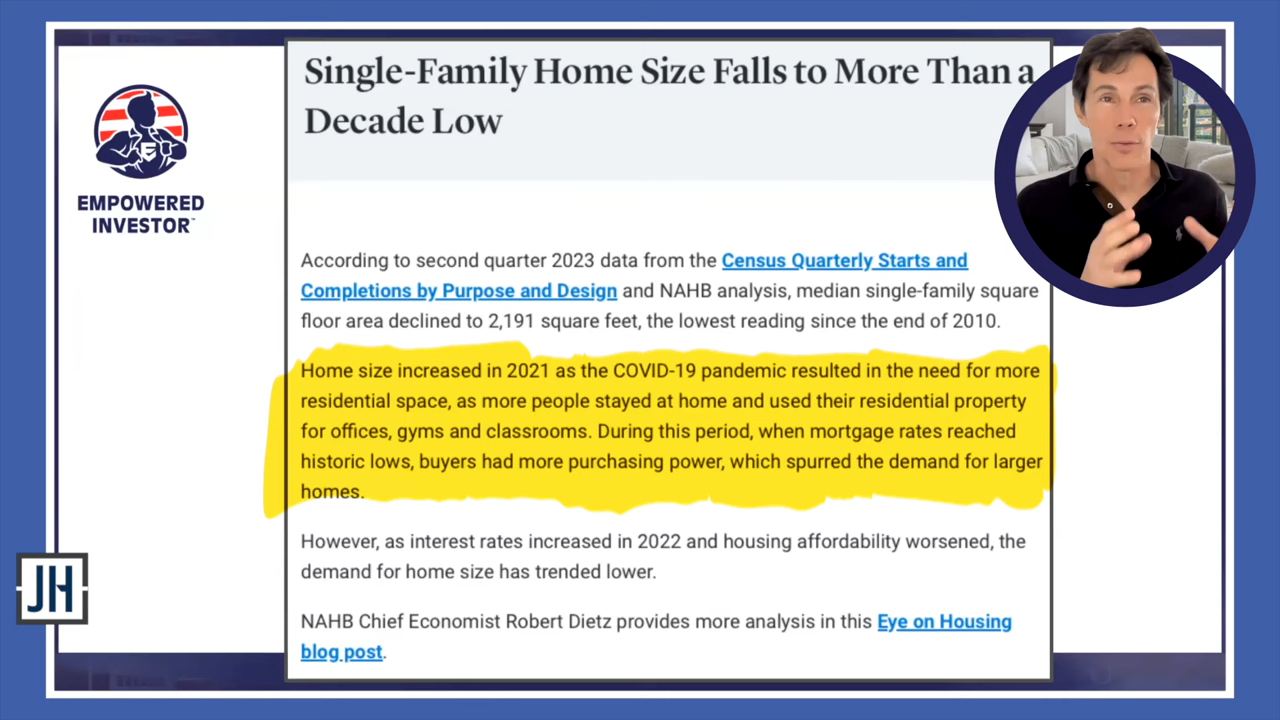 Single-Family Home Size Falls to More Than a
Decade Low
EMPOWERED
INVESTOR™
According to second quarter 2023 data from the Census Quarterly Starts and
Completions by Purpose and Design and NAHB analysis, median single-family square
floor area declined to 2,191 square feet, the lowest reading since the end of 2010.
Home size increased in 2021 as the COVID-19 pandemic resulted in the need for more
residential space, as more people stayed at home and used their residential property
for offices, gyms and classrooms. During this period, when mortgage rates reached
historic lows, buyers had more purchasing power, which spurred the demand for larger
homes.
However, as interest rates increased in 2022 and housing affordability worsened, the
demand for home size has trended lower.
JH
NAHB Chief Economist Robert Dietz provides more analysis in this Eye on Housing
blog post.